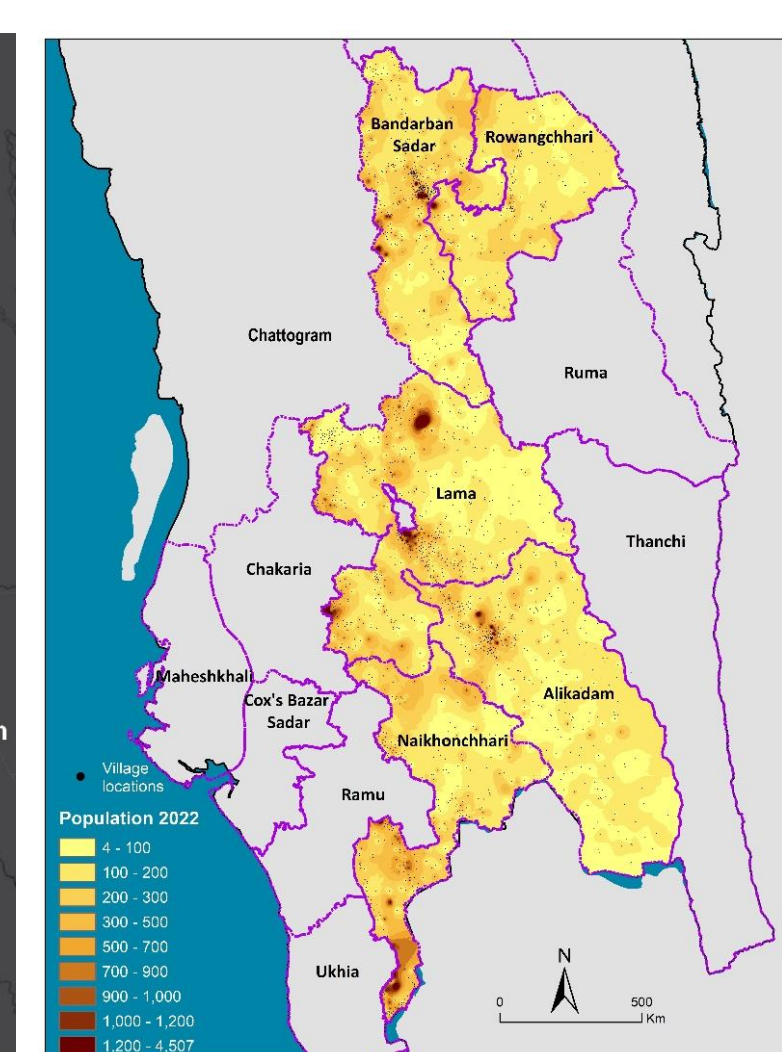 Bandarban
Sadar
Rowangchhari
Chattogram
Ruma
Lama
Thanchi
Chakaria
Maheshkhali
Alikadam
Cox's Bazar
Sadar
Naikhonchhari
Ramu
Ukhia
Village
locations
Population 2022
4 - 100
100 - 200
200 - 300
300 - 500
500 - 700
700 - 900
900 - 1,000
1,000 - 1,200
1,200 - 4,507
N
0 500
Km